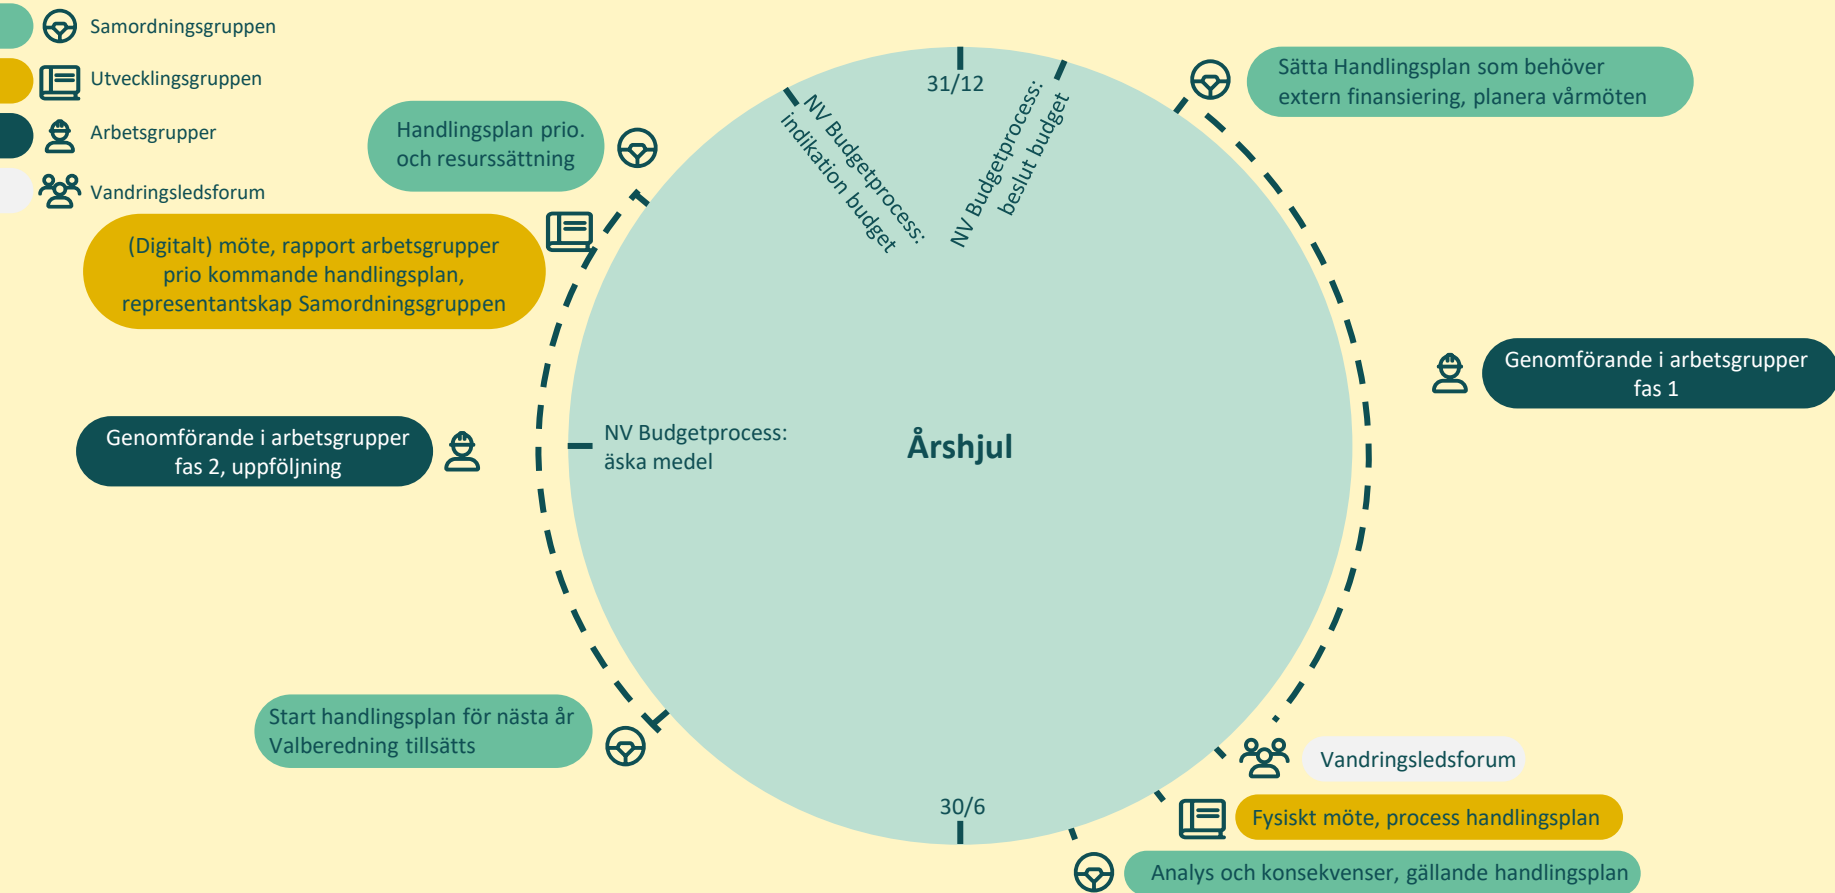 Samordningsgruppen
Utvecklingsgruppen
Arbetsgrupper
Vandringsledsforum
31/12
NV Budgetprocess:
indikation budget
NV Budgetprocess:
beslut budget
Sätta Handlingsplan som behöver
extern finansiering, planera vårmöten
Handlingsplan prio.
och resurssättning
(Digitalt) möte, rapport arbetsgrupper
prio kommande handlingsplan,
representantskap Samordningsgruppen
Genomförande i arbetsgrupper
fas 1
Genomförande i arbetsgrupper
fas 2, uppföljning
NV Budgetprocess:
äska medel
Årshjul
Start handlingsplan för nästa år
Valberedning tillsätts
Vandringsledsforum
30/6
Fysiskt möte, process handlingsplan
Analys och konsekvenser, gällande handlingsplan